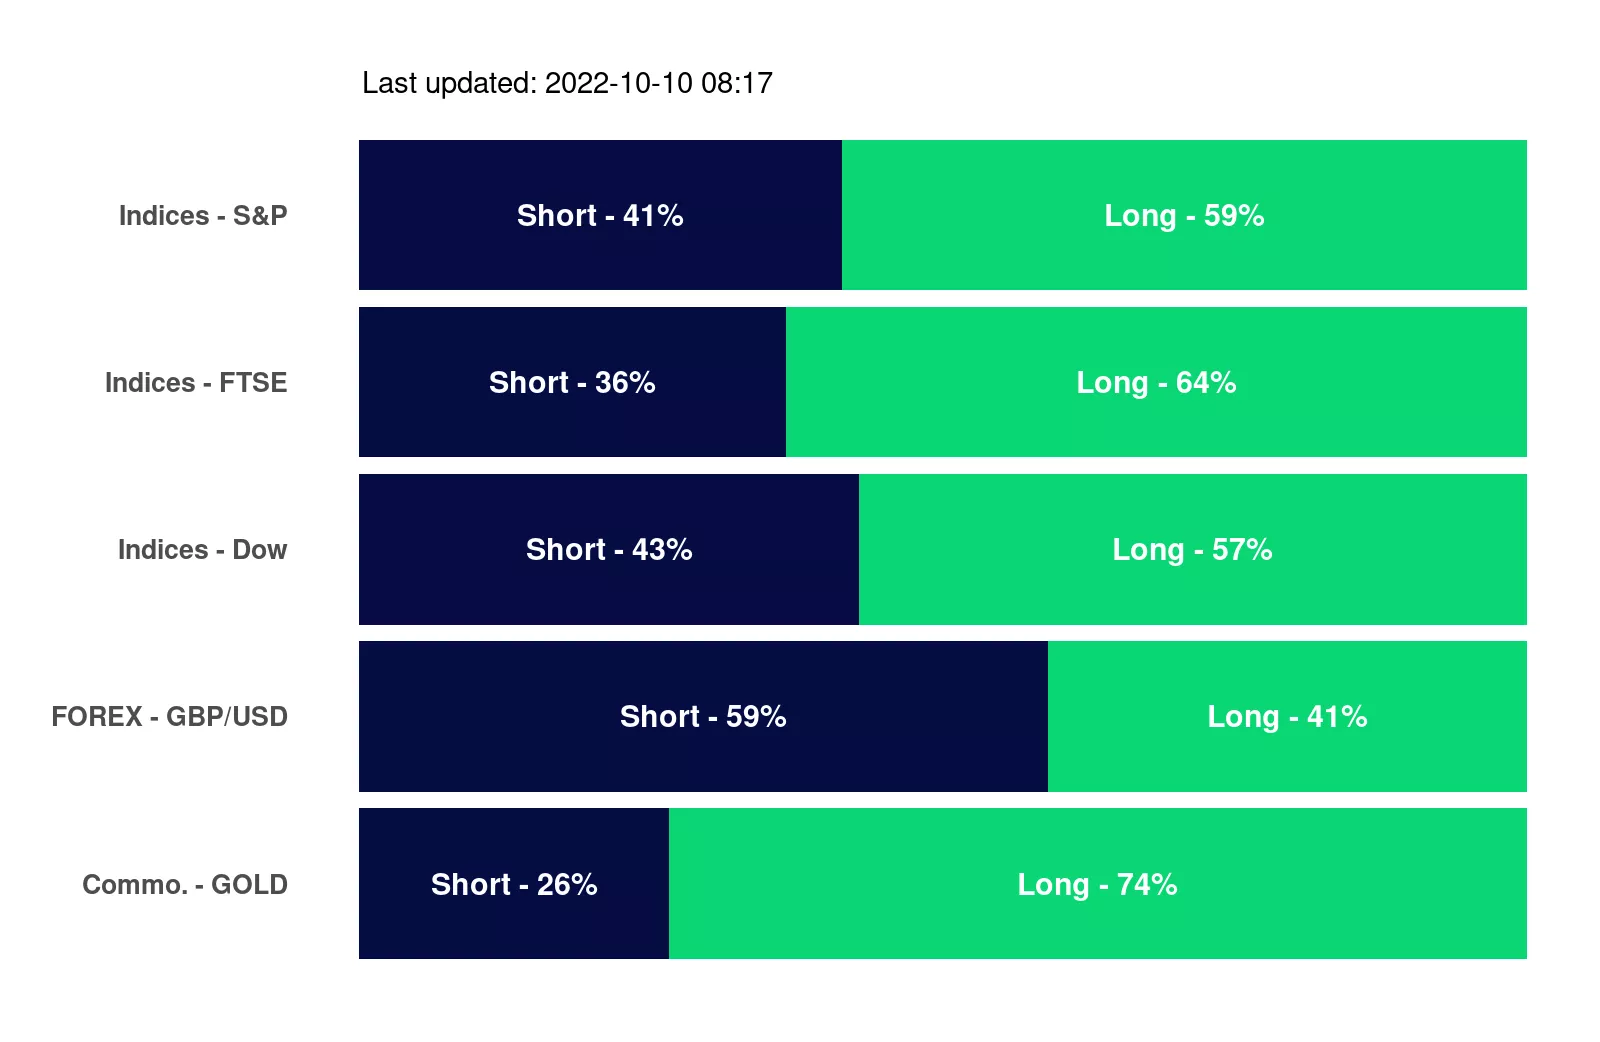 Last updated: 2022-10-10 08:17
Indices - S&P Short - 41% Long - 59%
Indices - FTSE Short - 36% Long - 64%
Indices - Dow Short - 43% Long - 57%
FOREX - GBP/USD Short - 59% Long - 41%
Commo. - GOLD Short - 26% Long - 74%